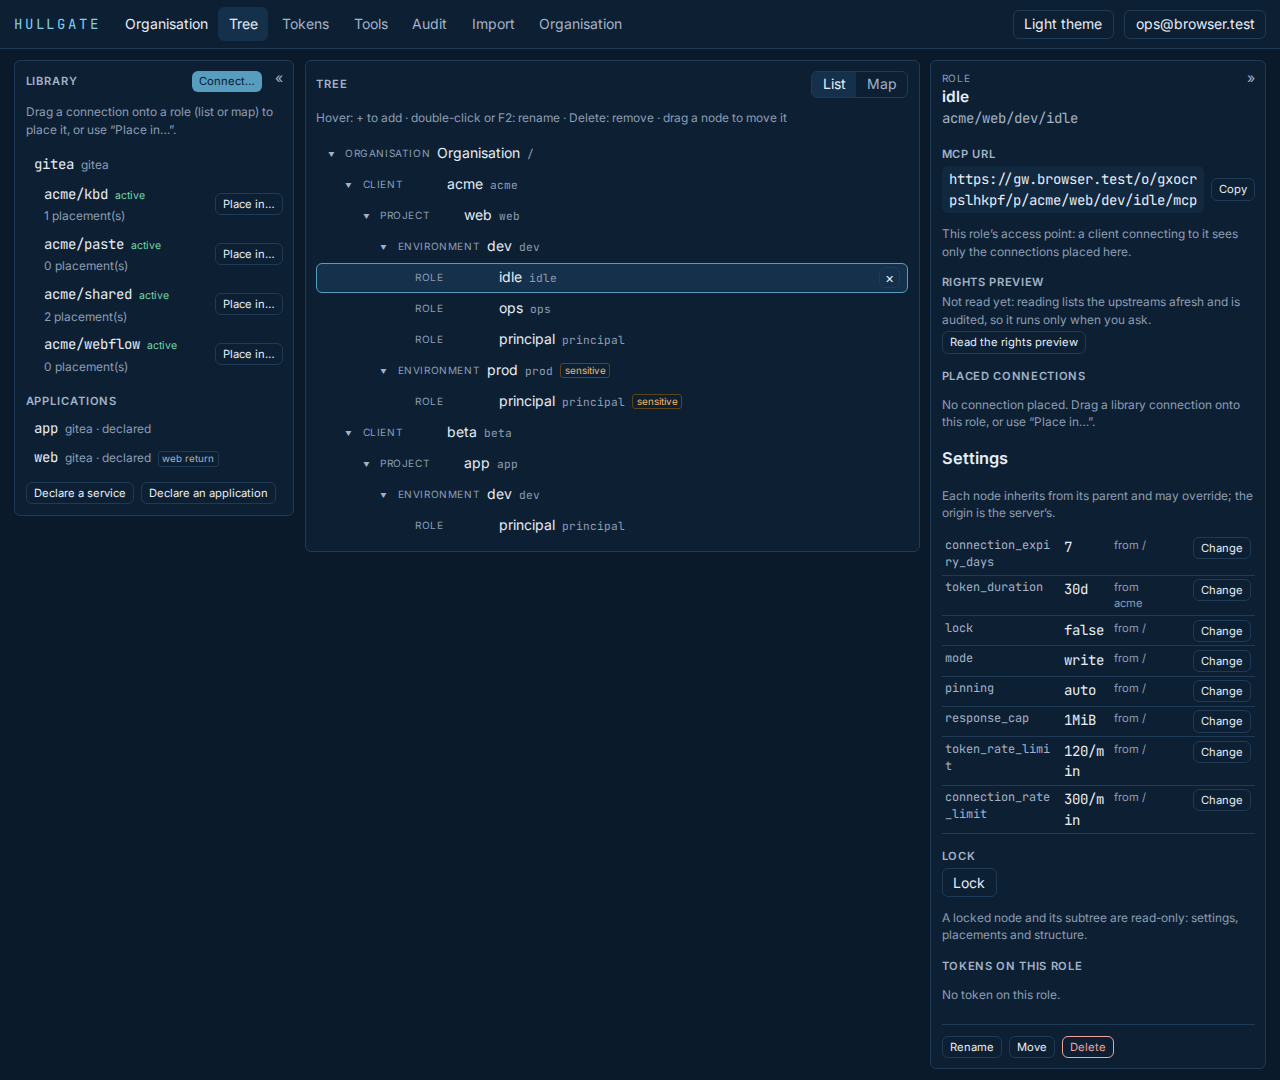 HULLGATE Organisation Tree Tokens Tools Audit Import Organisation Light theme ops@browser.test
LIBRARY Connect... «
Drag a connection onto a role (list or map) to
place it, or use “Place in...”.
gitea gitea
acme/kbd active
1 placement(s)
Place in...
acme/paste active
0 placement(s)
Place in...
acme/shared active
2 placement(s)
Place in...
acme/webflow active
0 placement(s)
Place in...
APPLICATIONS
app gitea · declared
web gitea · declared web return
Declare a service Declare an application
TREE List Map
Hover: + to add · double-click or F2: rename · Delete: remove · drag a node to move it
▾ ORGANISATION Organisation /
▾ CLIENT acme acme
▾ PROJECT web web
▾ ENVIRONMENT dev dev
ROLE idle idle ×
ROLE ops ops
ROLE principal principal
▾ ENVIRONMENT prod prod sensitive
ROLE principal principal sensitive
▾ CLIENT beta beta
▾ PROJECT app app
▾ ENVIRONMENT dev dev
ROLE principal principal
ROLE »
idle
acme/web/dev/idle
MCP URL
https://gw.browser.test/o/gxocr
pslhkpf/p/acme/web/dev/idle/mcp
Copy
This role’s access point: a client connecting to it sees
only the connections placed here.
RIGHTS PREVIEW
Not read yet: reading lists the upstreams afresh and is
audited, so it runs only when you ask.
Read the rights preview
PLACED CONNECTIONS
No connection placed. Drag a library connection onto
this role, or use “Place in...”.
Settings
Each node inherits from its parent and may override; the
origin is the server’s.
connection_expi
ry_days
7 from / Change
token_duration 30d from
acme
Change
lock false from / Change
mode write from / Change
pinning auto from / Change
response_cap 1MiB from / Change
token_rate_limi
t
120/m
in
from / Change
connection_rate
_limit
300/m
in
from / Change
LOCK
Lock
A locked node and its subtree are read-only: settings,
placements and structure.
TOKENS ON THIS ROLE
No token on this role.
Rename Move Delete